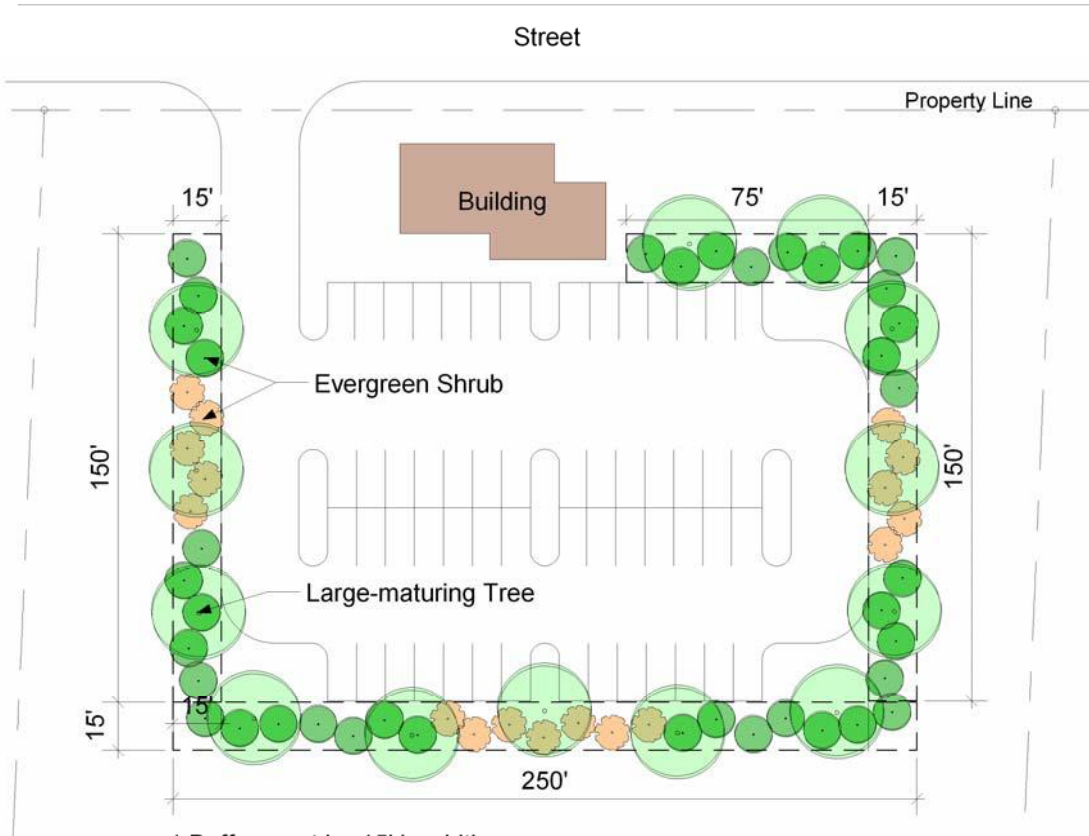 Street
Property Line
15'
Building
75'
15'
Evergreen Shrub
150'
150'
Large-maturing Tree
15'
15'
250'